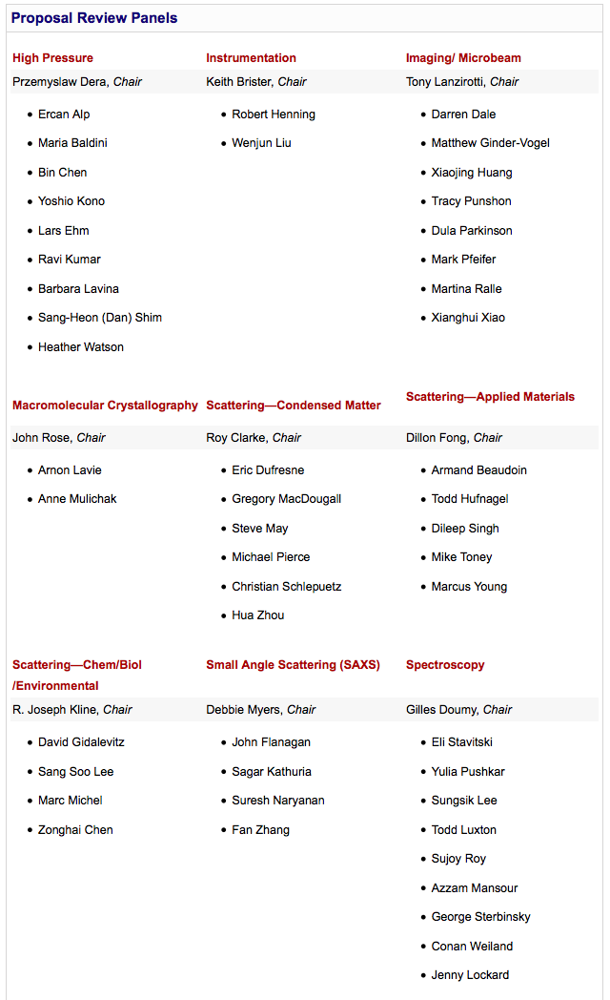 Proposal Review Panels
High Pressure
Przemyslaw Dera, Chair
Ercan Alp
Maria Baldini
Bin Chen
Yoshio Kono
Lars Ehm
Ravi Kumar
Barbara Lavina
Sang-Heon (Dan) Shim
Heather Watson
Instrumentation
Keith Brister, Chair
Robert Henning
Wenjun Liu
Imaging/ Microbeam
Tony Lanzirotti, Chair
Darren Dale
Matthew Ginder-Vogel
Xiaojing Huang
Tracy Punshon
Dula Parkinson
Mark Pfeifer
Martina Ralle
Xianghui Xiao
Macromolecular Crystallography
John Rose, Chair
Arnon Lavie
Anne Mulichak
Scattering—Condensed Matter
Roy Clarke, Chair
Eric Dufresne
Gregory MacDougall
Steve May
Michael Pierce
Christian Schlepuetz
Hua Zhou
Scattering—Applied Materials
Dillon Fong, Chair
Armand Beaudoin
Todd Hufnagel
Dileep Singh
Mike Toney
Marcus Young
Scattering—Chem/Biol
/Environmental
R. Joseph Kline, Chair
David Gidalevitz
Sang Soo Lee
Marc Michel
Zonghai Chen
Small Angle Scattering (SAXS)
Debbie Myers, Chair
John Flanagan
Sagar Kathuria
Suresh Naryanan
Fan Zhang
Spectroscopy
Gilles Doumy, Chair
Eli Stavitski
Yulia Pushkar
Sungsik Lee
Todd Luxton
Sujoy Roy
Azzam Mansour
George Sterbinsky
Conan Weiland
Jenny Lockard